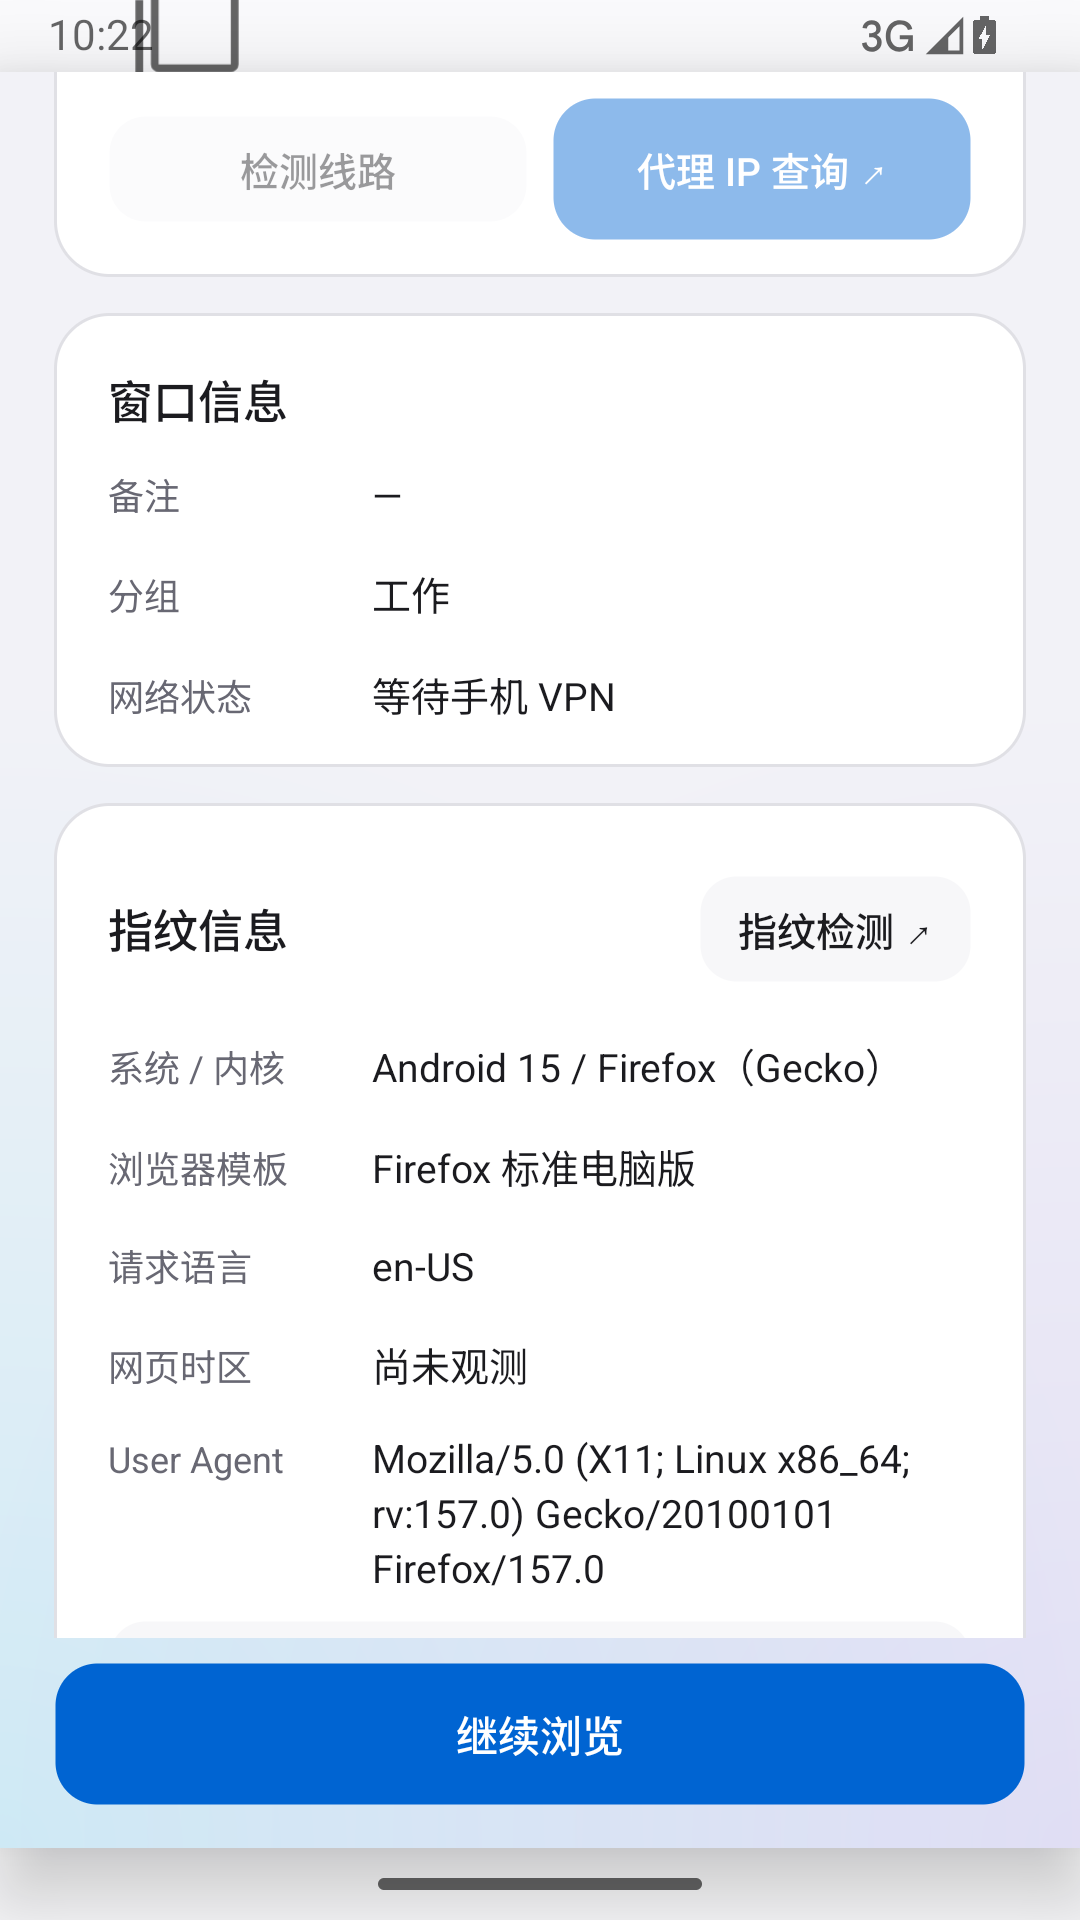 10:22
3G
检测线路
代理 IP 查询 ↗
窗口信息
备注 —
分组 工作
网络状态 等待手机 VPN
指纹信息 指纹检测 ↗
系统 / 内核 Android 15 / Firefox（Gecko）
浏览器模板 Firefox 标准电脑版
请求语言 en-US
网页时区 尚未观测
User Agent Mozilla/5.0 (X11; Linux x86_64;
rv:157.0) Gecko/20100101
Firefox/157.0
继续浏览